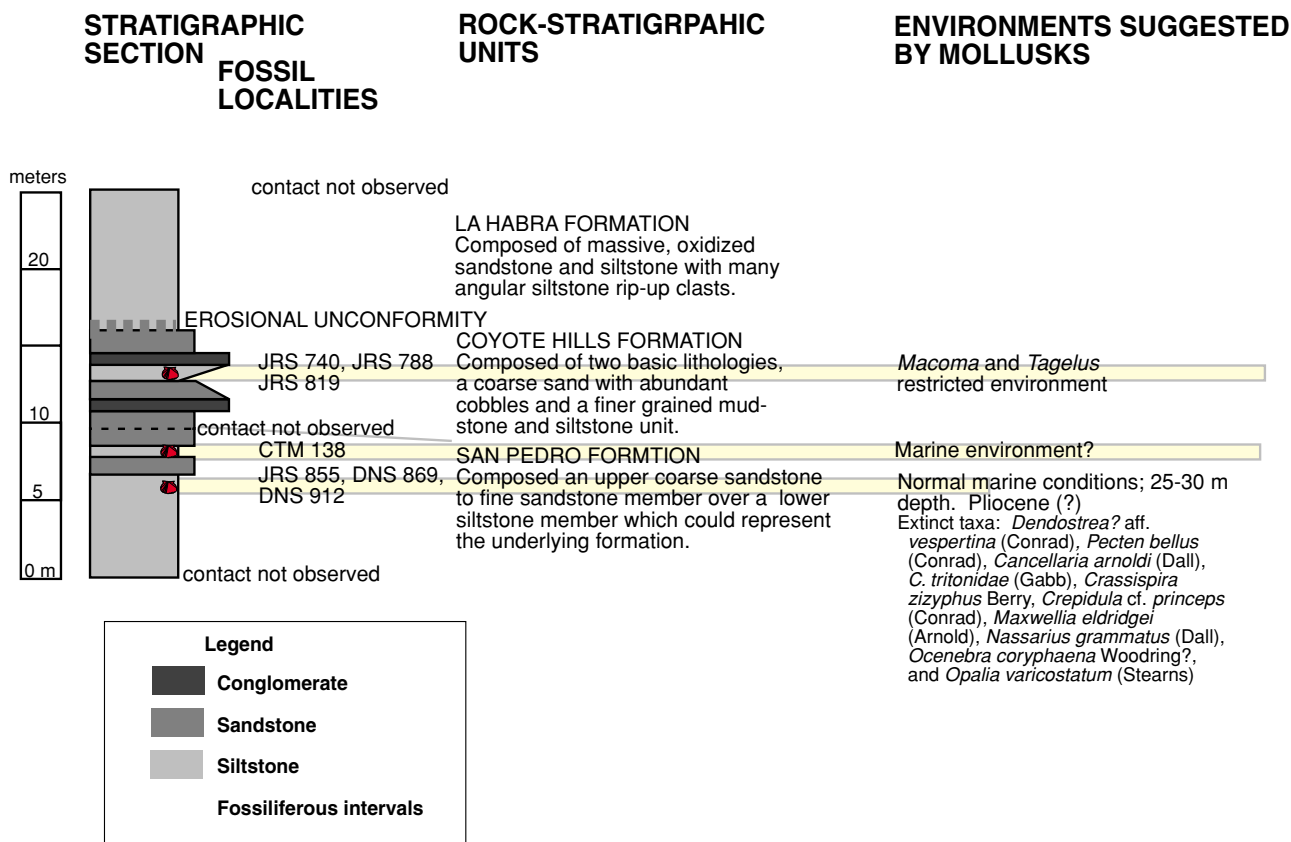 STRATIGRAPHIC
SECTION
FOSSIL
LOCALITIES
ROCK-STRATIGRPAHIC
UNITS
ENVIRONMENTS SUGGESTED
BY MOLLUSKS
meters
20
10
5
0 m
contact not observed
LA HABRA FORMATION
Composed of massive, oxidized
sandstone and siltstone with many
angular siltstone rip-up clasts.
EROSIONAL UNCONFORMITY
COYOTE HILLS FORMATION
Composed of two basic lithologies,
a coarse sand with abundant
cobbles and a finer grained mud-
stone and siltstone unit.
JRS 740, JRS 788
JRS 819
Macoma and Tagelus
restricted environment
contact not observed
CTM 138
Marine environment?
SAN PEDRO FORMTION
Composed an upper coarse sandstone
to fine sandstone member over a lower
siltstone member which could represent
the underlying formation.
JRS 855, DNS 869,
DNS 912
Normal marine conditions; 25-30 m
depth. Pliocene (?)
Extinct taxa: Dendostrea? aff.
vespertina (Conrad), Pecten bellus
(Conrad), Cancellaria arnoldi (Dall),
C. tritonidae (Gabb), Crassispira
zizyphus Berry, Crepidula cf. princeps
(Conrad), Maxwellia eldridgei
(Arnold), Nassarius grammatus (Dall),
Ocenebra coryphaena Woodring?,
and Opalia varicostatum (Stearns)
contact not observed
Legend
Conglomerate
Sandstone
Siltstone
Fossiliferous intervals